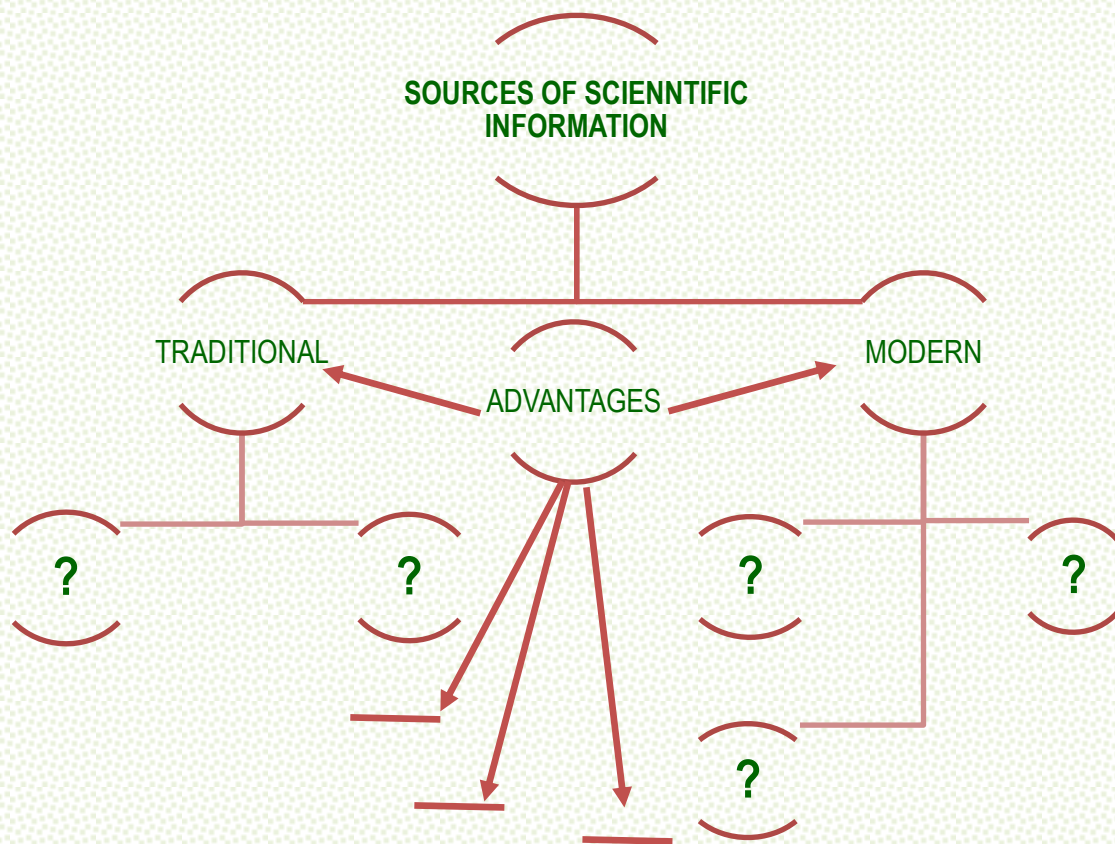 SOURCES OF SCIENNTIFIC
INFORMATION
TRADITIONAL
MODERN
ADVANTAGES
?
?
?
?
?